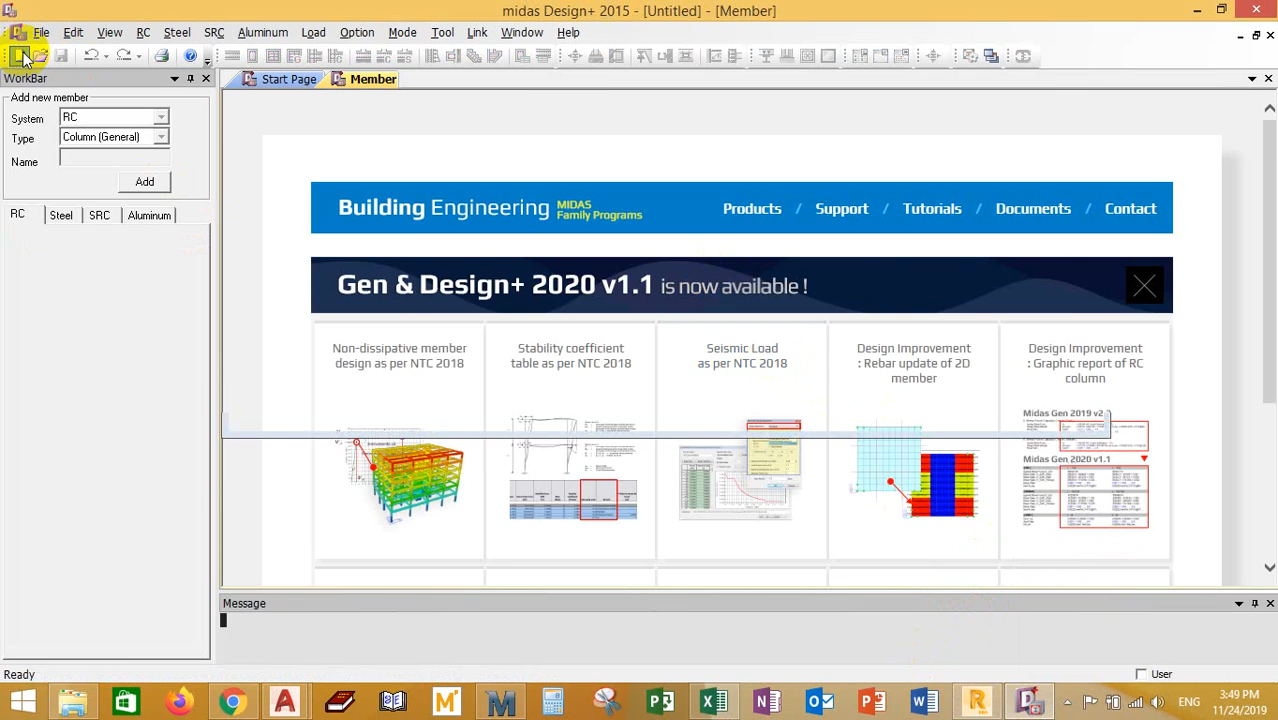 midas Design+ 2015 - [Untitled] - [Member]
File Edit View RC Steel SRC Aluminum Load Option Mode Tool Link Window Help
WorkBar
Start Page Member
Add new member
System RC
Type Column (General)
Name
Add
RC Steel SRC Aluminum
Building Engineering MIDAS Family Programs
Products / Support / Tutorials / Documents / Contact
Gen & Design+ 2020 v1.1 is now available !
Non-dissipative member design as per NTC 2018
Stability coefficient table as per NTC 2018
Seismic Load as per NTC 2018
Design Improvement : Rebar update of 2D member
Design Improvement : Graphic report of RC column
Midas Gen 2019
Midas Gen 2020 v1.1
Message
Ready
User
ENG
3:49 PM
11/24/2019